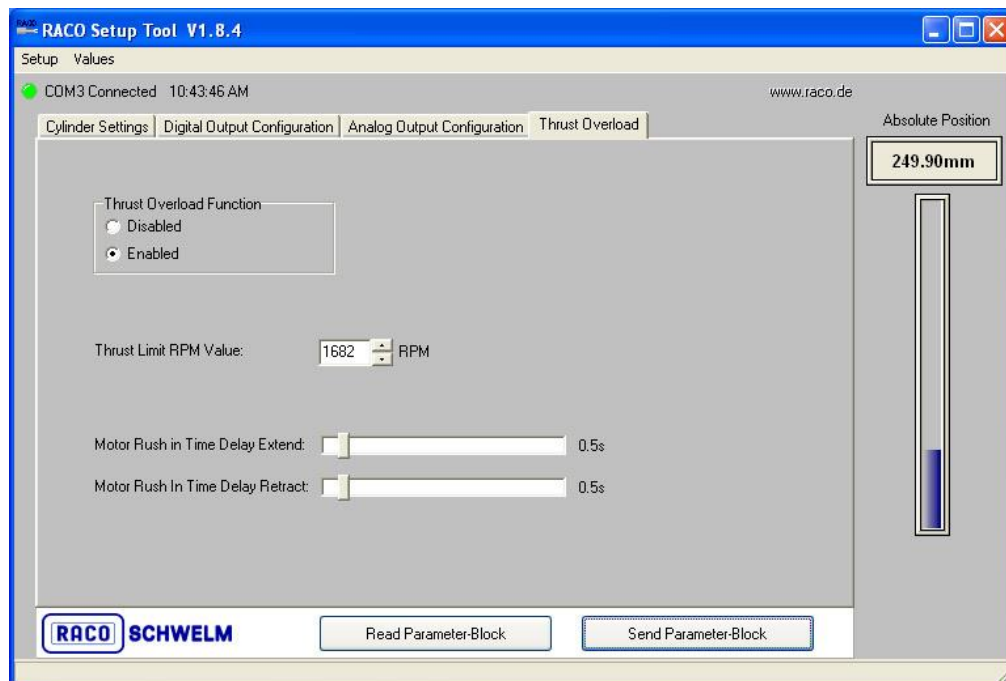 RACO Setup Tool V1.8.4
Setup Values
COM3 Connected 10:43:46 AM www.raco.de
Cylinder Settings Digital Output Configuration Analog Output Configuration Thrust Overload
Absolute Position
249.90mm
Thrust Overload Function
Disabled
Enabled
Thrust Limit RPM Value: 1682 RPM
Motor Rush in Time Delay Extend: 0.5s
Motor Rush In Time Delay Retract: 0.5s
RACO SCHWELM Read Parameter-Block Send Parameter-Block